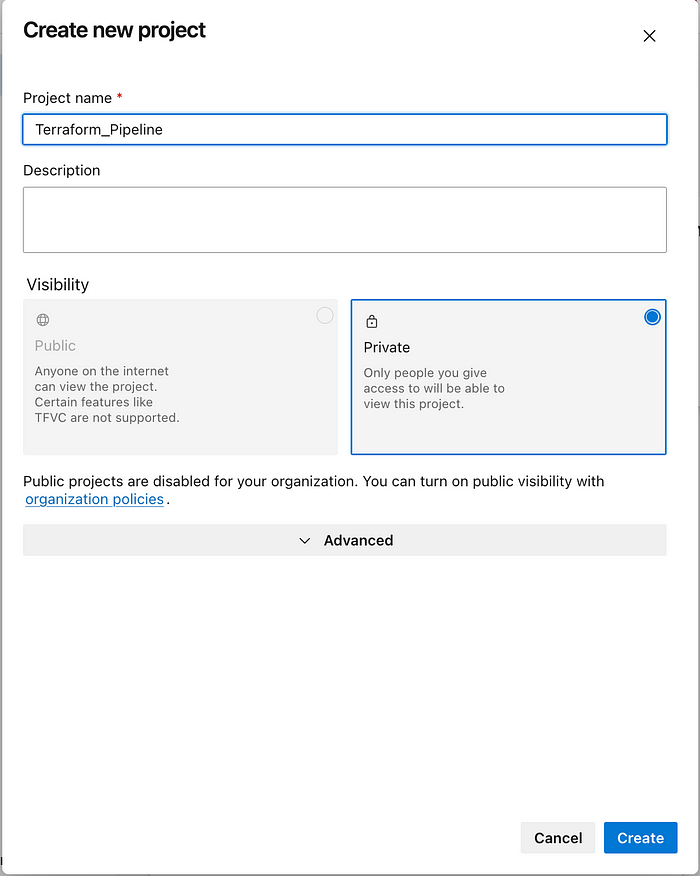 Create new project
Project name *
Terraform_Pipeline
Description
Visibility
Public
Anyone on the internet
can view the project.
Certain features like
TFVC are not supported.
Private
Only people you give
access to will be able to
view this project.
Public projects are disabled for your organization. You can turn on public visibility with
organization policies.
Advanced
Cancel
Create